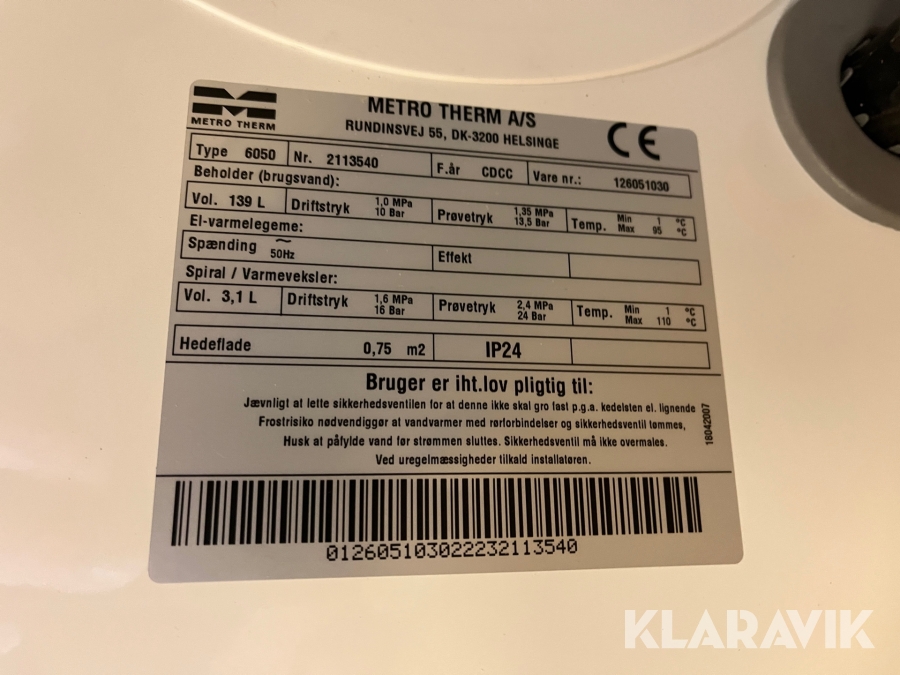 METRO THERM
METRO THERM A/S
RUNDINSVEJ 55, DK-3200 HELSINGE
CE
Type 6050 Nr. 2113540 F.år CDCC Vare nr.: 126051030
Beholder (brugsvand):
Vol. 139 L Driftstryk 1,0 MPa 10 Bar Prøvetryk 1,35 MPa 13,5 Bar Temp. Min 1 °C Max 95 °C
El-varmelegeme:
Spænding ~ 50Hz Effekt
Spiral / Varmeveksler:
Vol. 3,1 L Driftstryk 1,6 MPa 16 Bar Prøvetryk 2,4 MPa 24 Bar Temp. Min 1 °C Max 110 °C
Hedeflade 0,75 m2 IP24
Bruger er iht.lov pligtig til:
Jævnligt at lette sikkerhedsventilen for at denne ikke skal gro fast p.g.a. kedelsten el. lignende
Frostrisiko nødvendiggør at vandvarmer med rørforbindelser og sikkerhedsventil tømmes,
Husk at påfylde vand før strømmen sluttes. Sikkerhedsventil må ikke overmales.
Ved uregelmæssigheder tilkald installatøren.
18042007
012605103022232113540
KLARAVIK